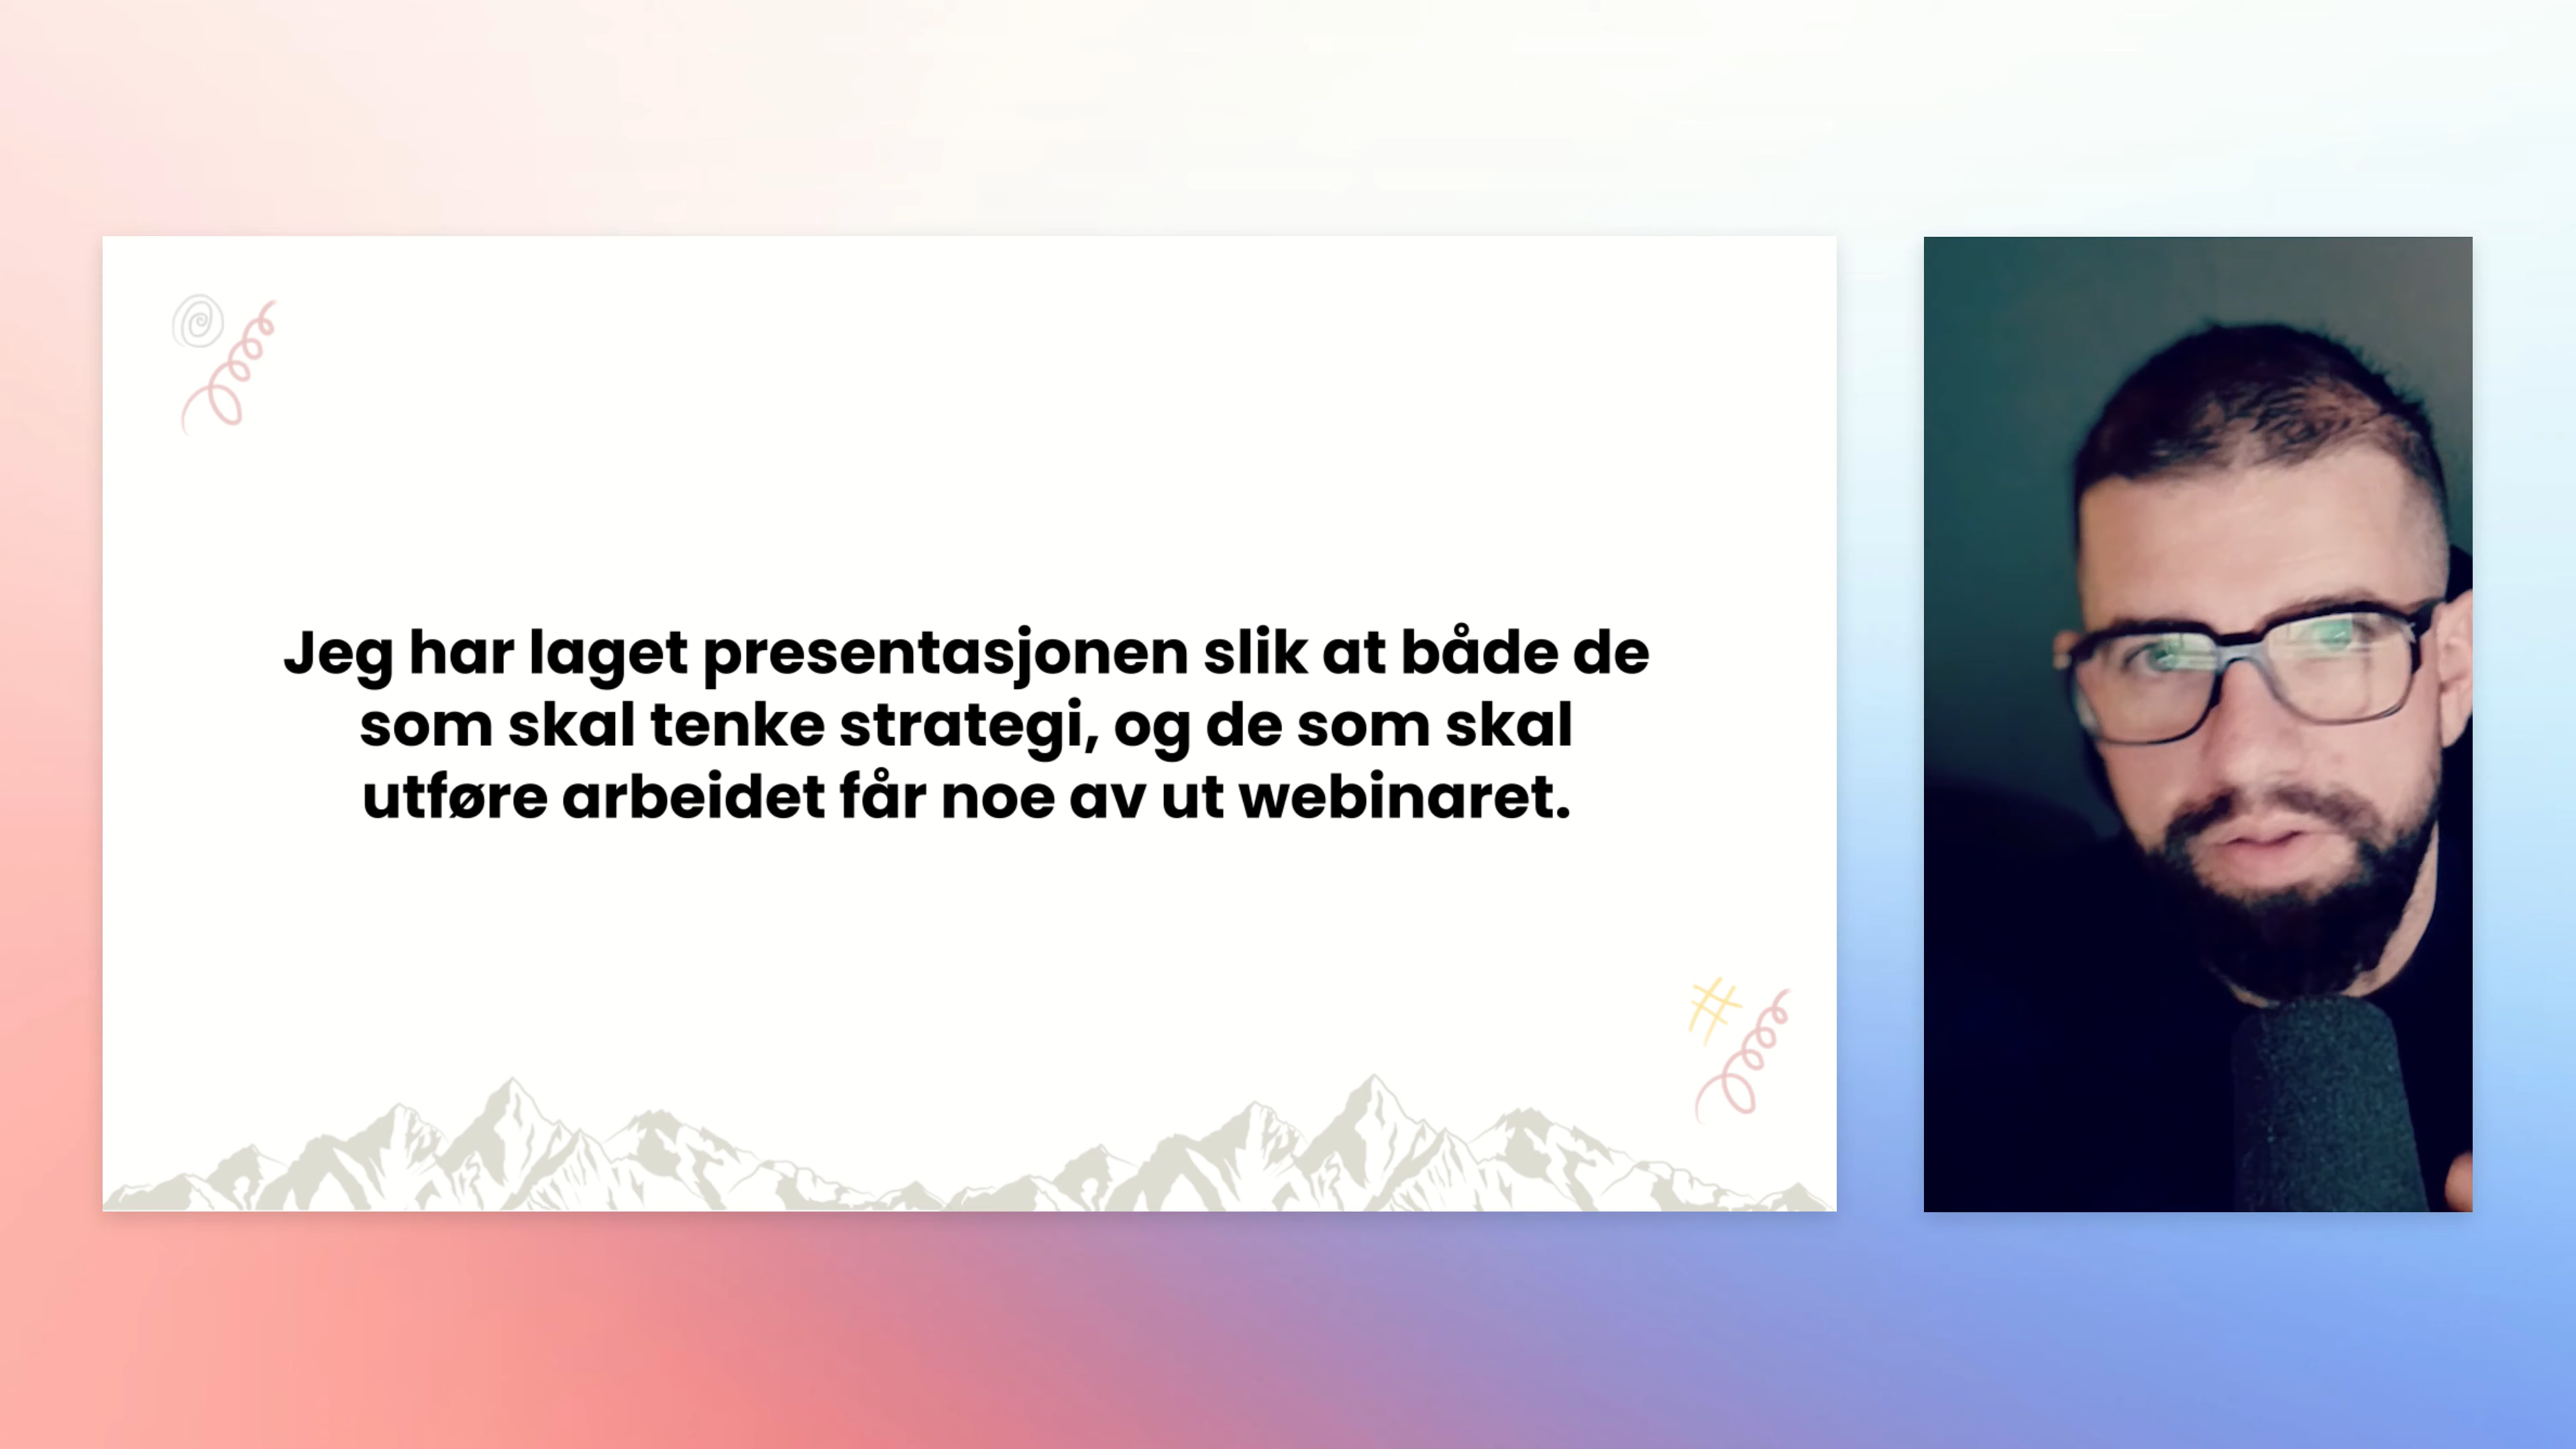 Jeg har laget presentasjonen slik at både de
som skal tenke strategi, og de som skal
utføre arbeidet får noe av ut webinaret.